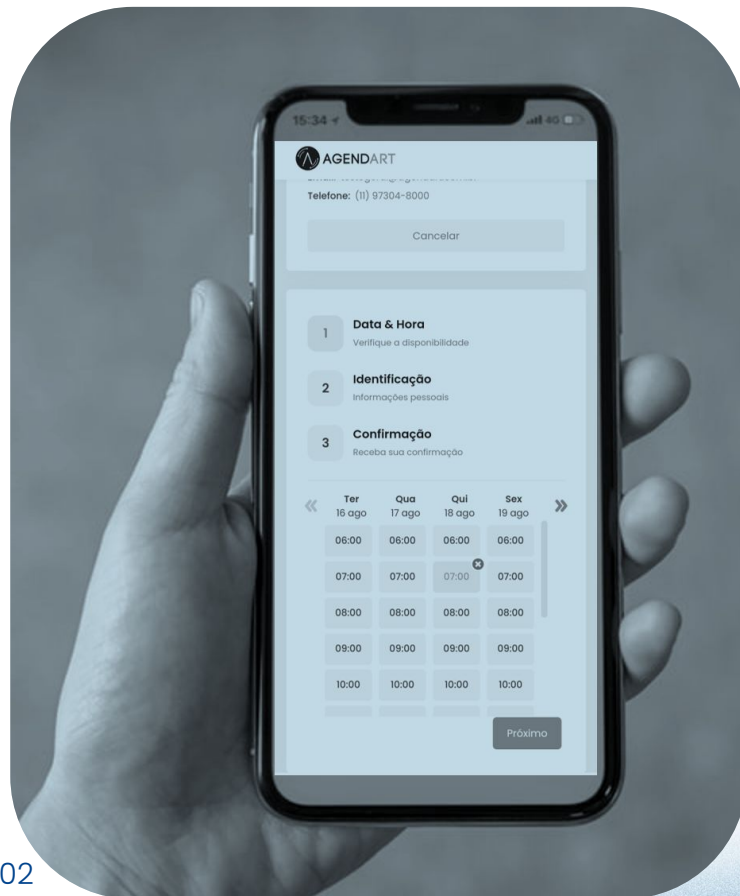 15:34
4G
AGENDART
Telefone: (11) 97304-8000
Cancelar
1
Data & Hora
Verifique a disponibilidade
2
Identificação
Informações pessoais
3
Confirmação
Receba sua confirmação
« Ter Qua Qui Sex »
16 ago 17 ago 18 ago 19 ago
06:00 06:00 06:00 06:00
07:00 07:00 07:00 07:00
08:00 08:00 08:00 08:00
09:00 09:00 09:00 09:00
10:00 10:00 10:00 10:00
Próximo
02